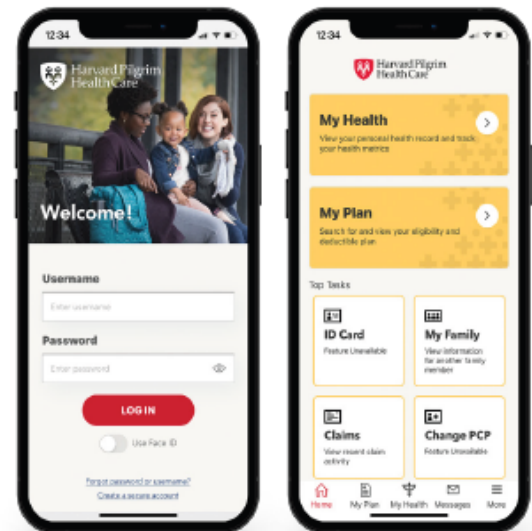 12:34
Harvard Pilgrim
HealthCare
Welcome!
Username
Enter username
Password
Enter password
LOG IN
Use Face ID
Forgot password or username?
Create a secure account
12:34
Harvard Pilgrim
HealthCare
My Health
View your personal health record and track
your health metrics
My Plan
Search for and view your eligibility and
deductible plan
Top Tasks
ID Card
Feature Unavailable
My Family
View information
for another family
member
Claims
View recent claim
activity
Change PCP
Feature Unavailable
Home
My Plan
My Health
Messages
More